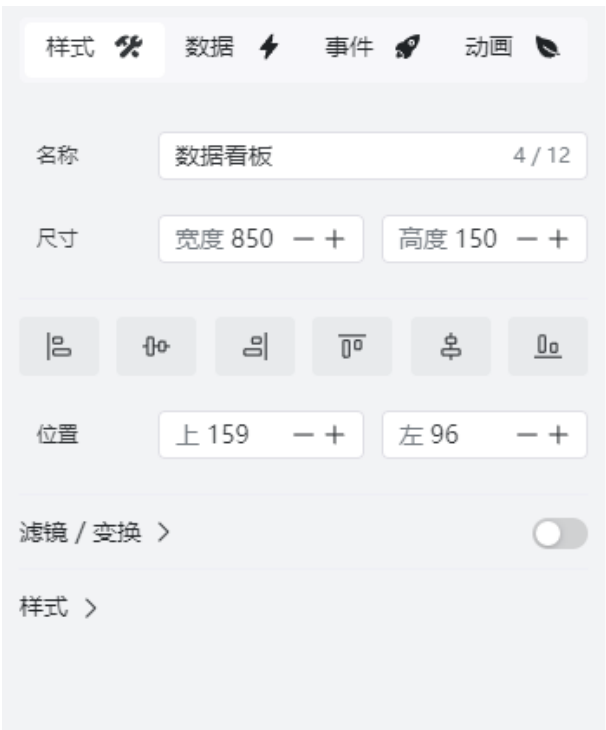 样式 数据 事件 动画
名称 数据看板 4 / 12
尺寸 宽度 850 — + 高度 150 — +
位置 上 159 — + 左 96 — +
滤镜 / 变换 >
样式 >